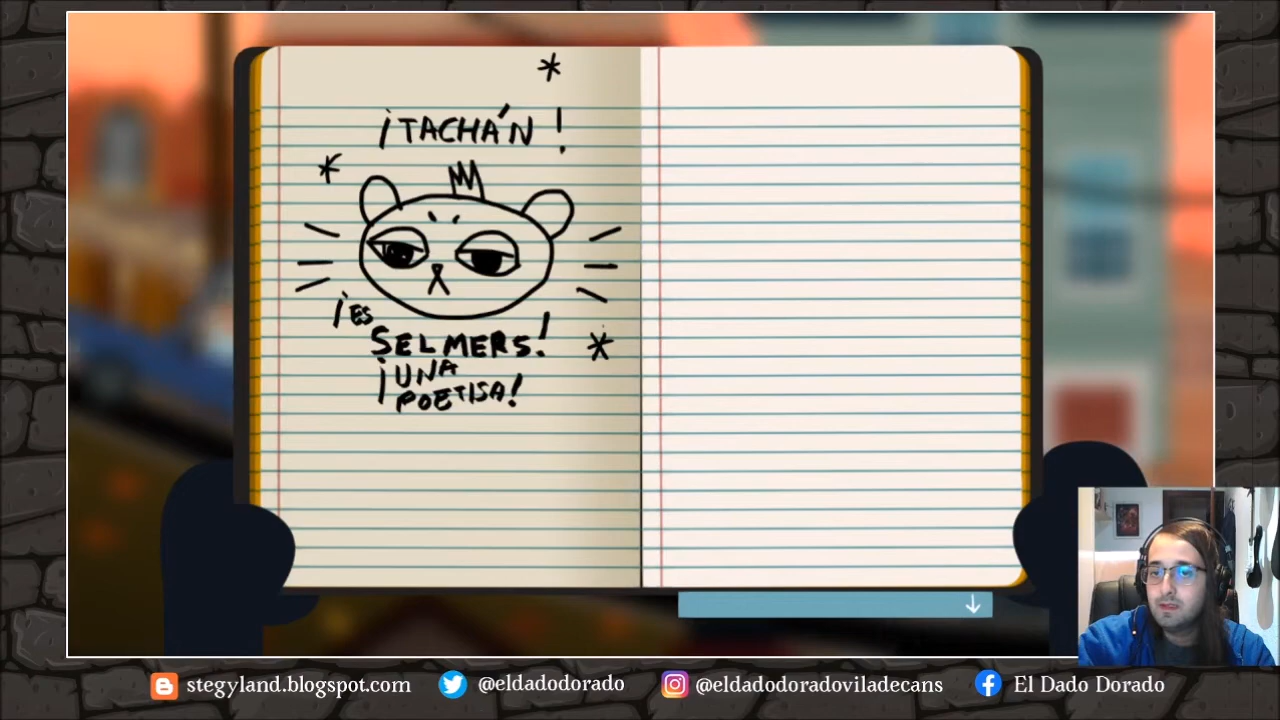 ¡TACHÁN!
¡ES
SELMERS!
¡UNA
POETISA!
stegyland.blogspot.com
@eldadodorado
@eldadodoradoviladecans
El Dado Dorado